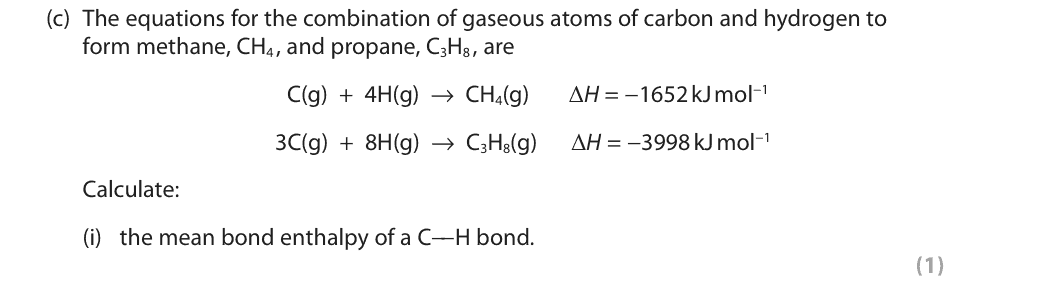 (c) The equations for the combination of gaseous atoms of carbon and hydrogen to
form methane, CH₄, and propane, C₃H₈, are
C(g) + 4H(g) → CH₄(g) ΔH = −1652 kJ mol⁻¹
3C(g) + 8H(g) → C₃H₈(g) ΔH = −3998 kJ mol⁻¹
Calculate:
(i) the mean bond enthalpy of a C—H bond.
(1)